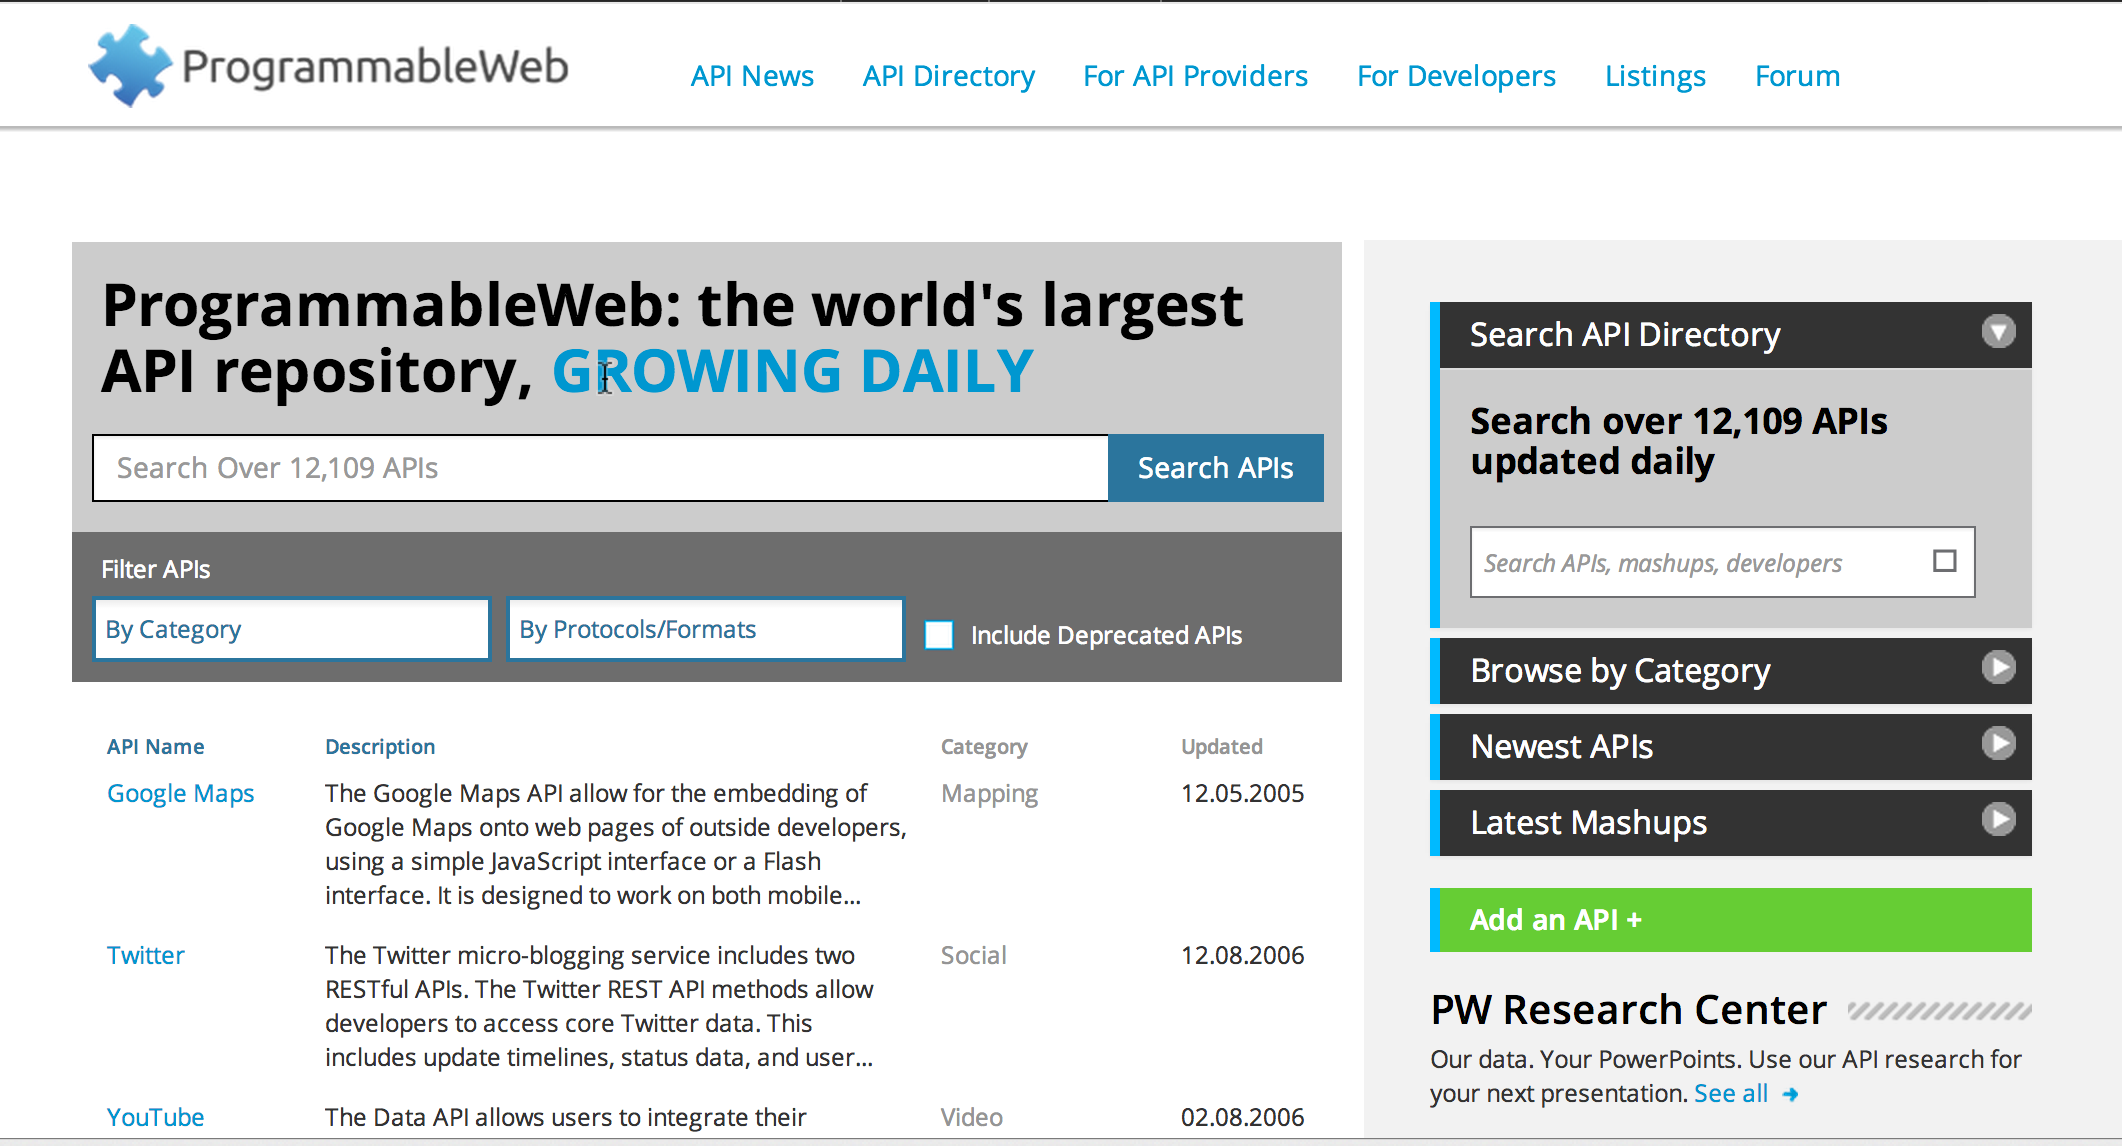 ProgrammableWeb
API News API Directory For API Providers For Developers Listings Forum
ProgrammableWeb: the world's largest
API repository, GROWING DAILY
Search Over 12,109 APIs Search APIs
Filter APIs
By Category By Protocols/Formats Include Deprecated APIs
API Name Description Category Updated
Google Maps The Google Maps API allow for the embedding of Mapping 12.05.2005
Google Maps onto web pages of outside developers,
using a simple JavaScript interface or a Flash
interface. It is designed to work on both mobile...
Twitter The Twitter micro-blogging service includes two Social 12.08.2006
RESTful APIs. The Twitter REST API methods allow
developers to access core Twitter data. This
includes update timelines, status data, and user...
YouTube The Data API allows users to integrate their Video 02.08.2006
Search API Directory
Search over 12,109 APIs
updated daily
Search APIs, mashups, developers
Browse by Category
Newest APIs
Latest Mashups
Add an API +
PW Research Center
Our data. Your PowerPoints. Use our API research for
your next presentation. See all